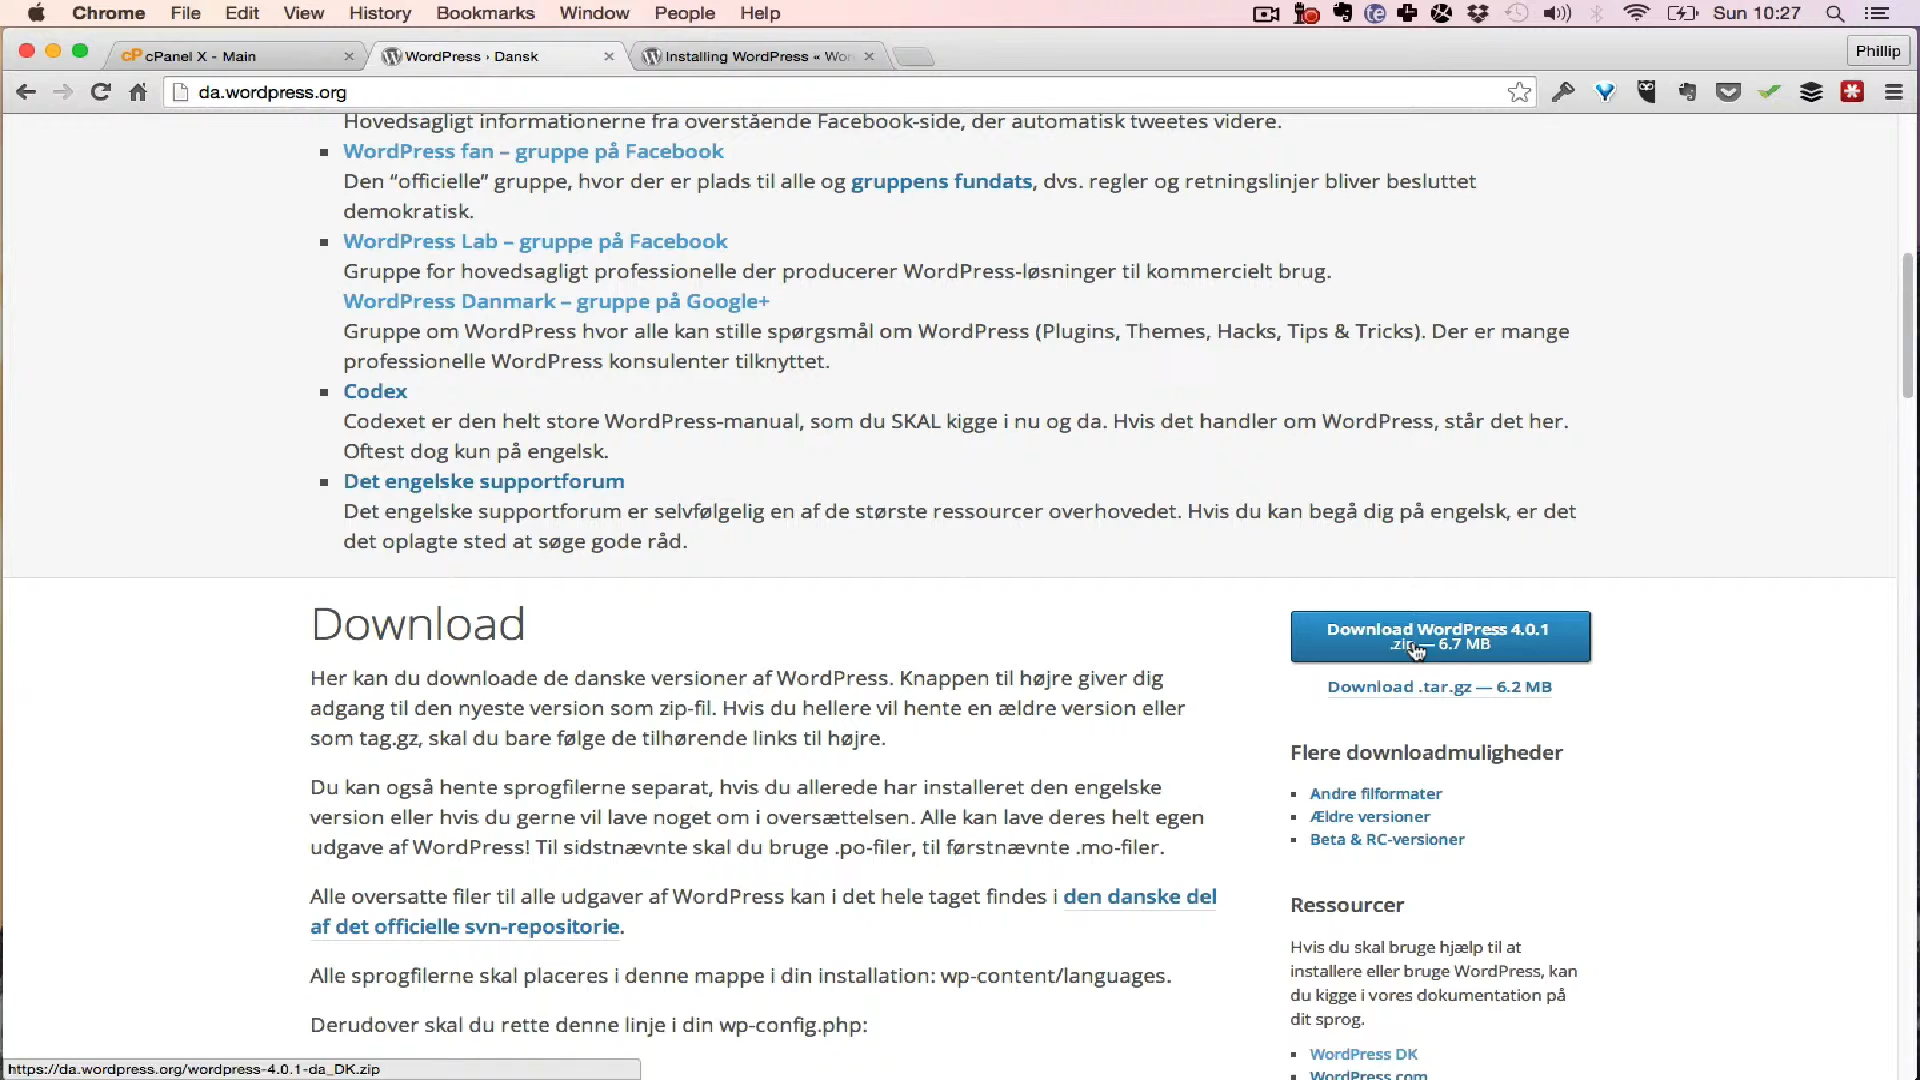 Chrome File Edit View History Bookmarks Window People Help Sun 10:27
cPanel X - Main
WordPress › Dansk
Installing WordPress « Wor
Phillip
da.wordpress.org
Hovedsagligt informationerne fra overstående Facebook-side, der automatisk tweetes videre.
WordPress fan – gruppe på Facebook
Den “officielle” gruppe, hvor der er plads til alle og gruppens fundats, dvs. regler og retningslinjer bliver besluttet
demokratisk.
WordPress Lab – gruppe på Facebook
Gruppe for hovedsagligt professionelle der producerer WordPress-løsninger til kommercielt brug.
WordPress Danmark – gruppe på Google+
Gruppe om WordPress hvor alle kan stille spørgsmål om WordPress (Plugins, Themes, Hacks, Tips & Tricks). Der er mange
professionelle WordPress konsulenter tilknyttet.
Codex
Codexet er den helt store WordPress-manual, som du SKAL kigge i nu og da. Hvis det handler om WordPress, står det her.
Oftest dog kun på engelsk.
Det engelske supportforum
Det engelske supportforum er selvfølgelig en af de største ressourcer overhovedet. Hvis du kan begå dig på engelsk, er det
det oplagte sted at søge gode råd.
Download
Her kan du downloade de danske versioner af WordPress. Knappen til højre giver dig
adgang til den nyeste version som zip-fil. Hvis du hellere vil hente en ældre version eller
som tag.gz, skal du bare følge de tilhørende links til højre.
Du kan også hente sprogfilerne separat, hvis du allerede har installeret den engelske
version eller hvis du gerne vil lave noget om i oversættelsen. Alle kan lave deres helt egen
udgave af WordPress! Til sidstnævnte skal du bruge .po-filer, til førstnævnte .mo-filer.
Alle oversatte filer til alle udgaver af WordPress kan i det hele taget findes i den danske del
af det officielle svn-repositorie.
Alle sprogfilerne skal placeres i denne mappe i din installation: wp-content/languages.
Derudover skal du rette denne linje i din wp-config.php:
Download WordPress 4.0.1
.zip — 6.7 MB
Download .tar.gz — 6.2 MB
Flere downloadmuligheder
Andre filformater
Ældre versioner
Beta & RC-versioner
Ressourcer
Hvis du skal bruge hjælp til at
installere eller bruge WordPress, kan
du kigge i vores dokumentation på
dit sprog.
WordPress DK
WordPress.com
https://da.wordpress.org/wordpress-4.0.1-da_DK.zip